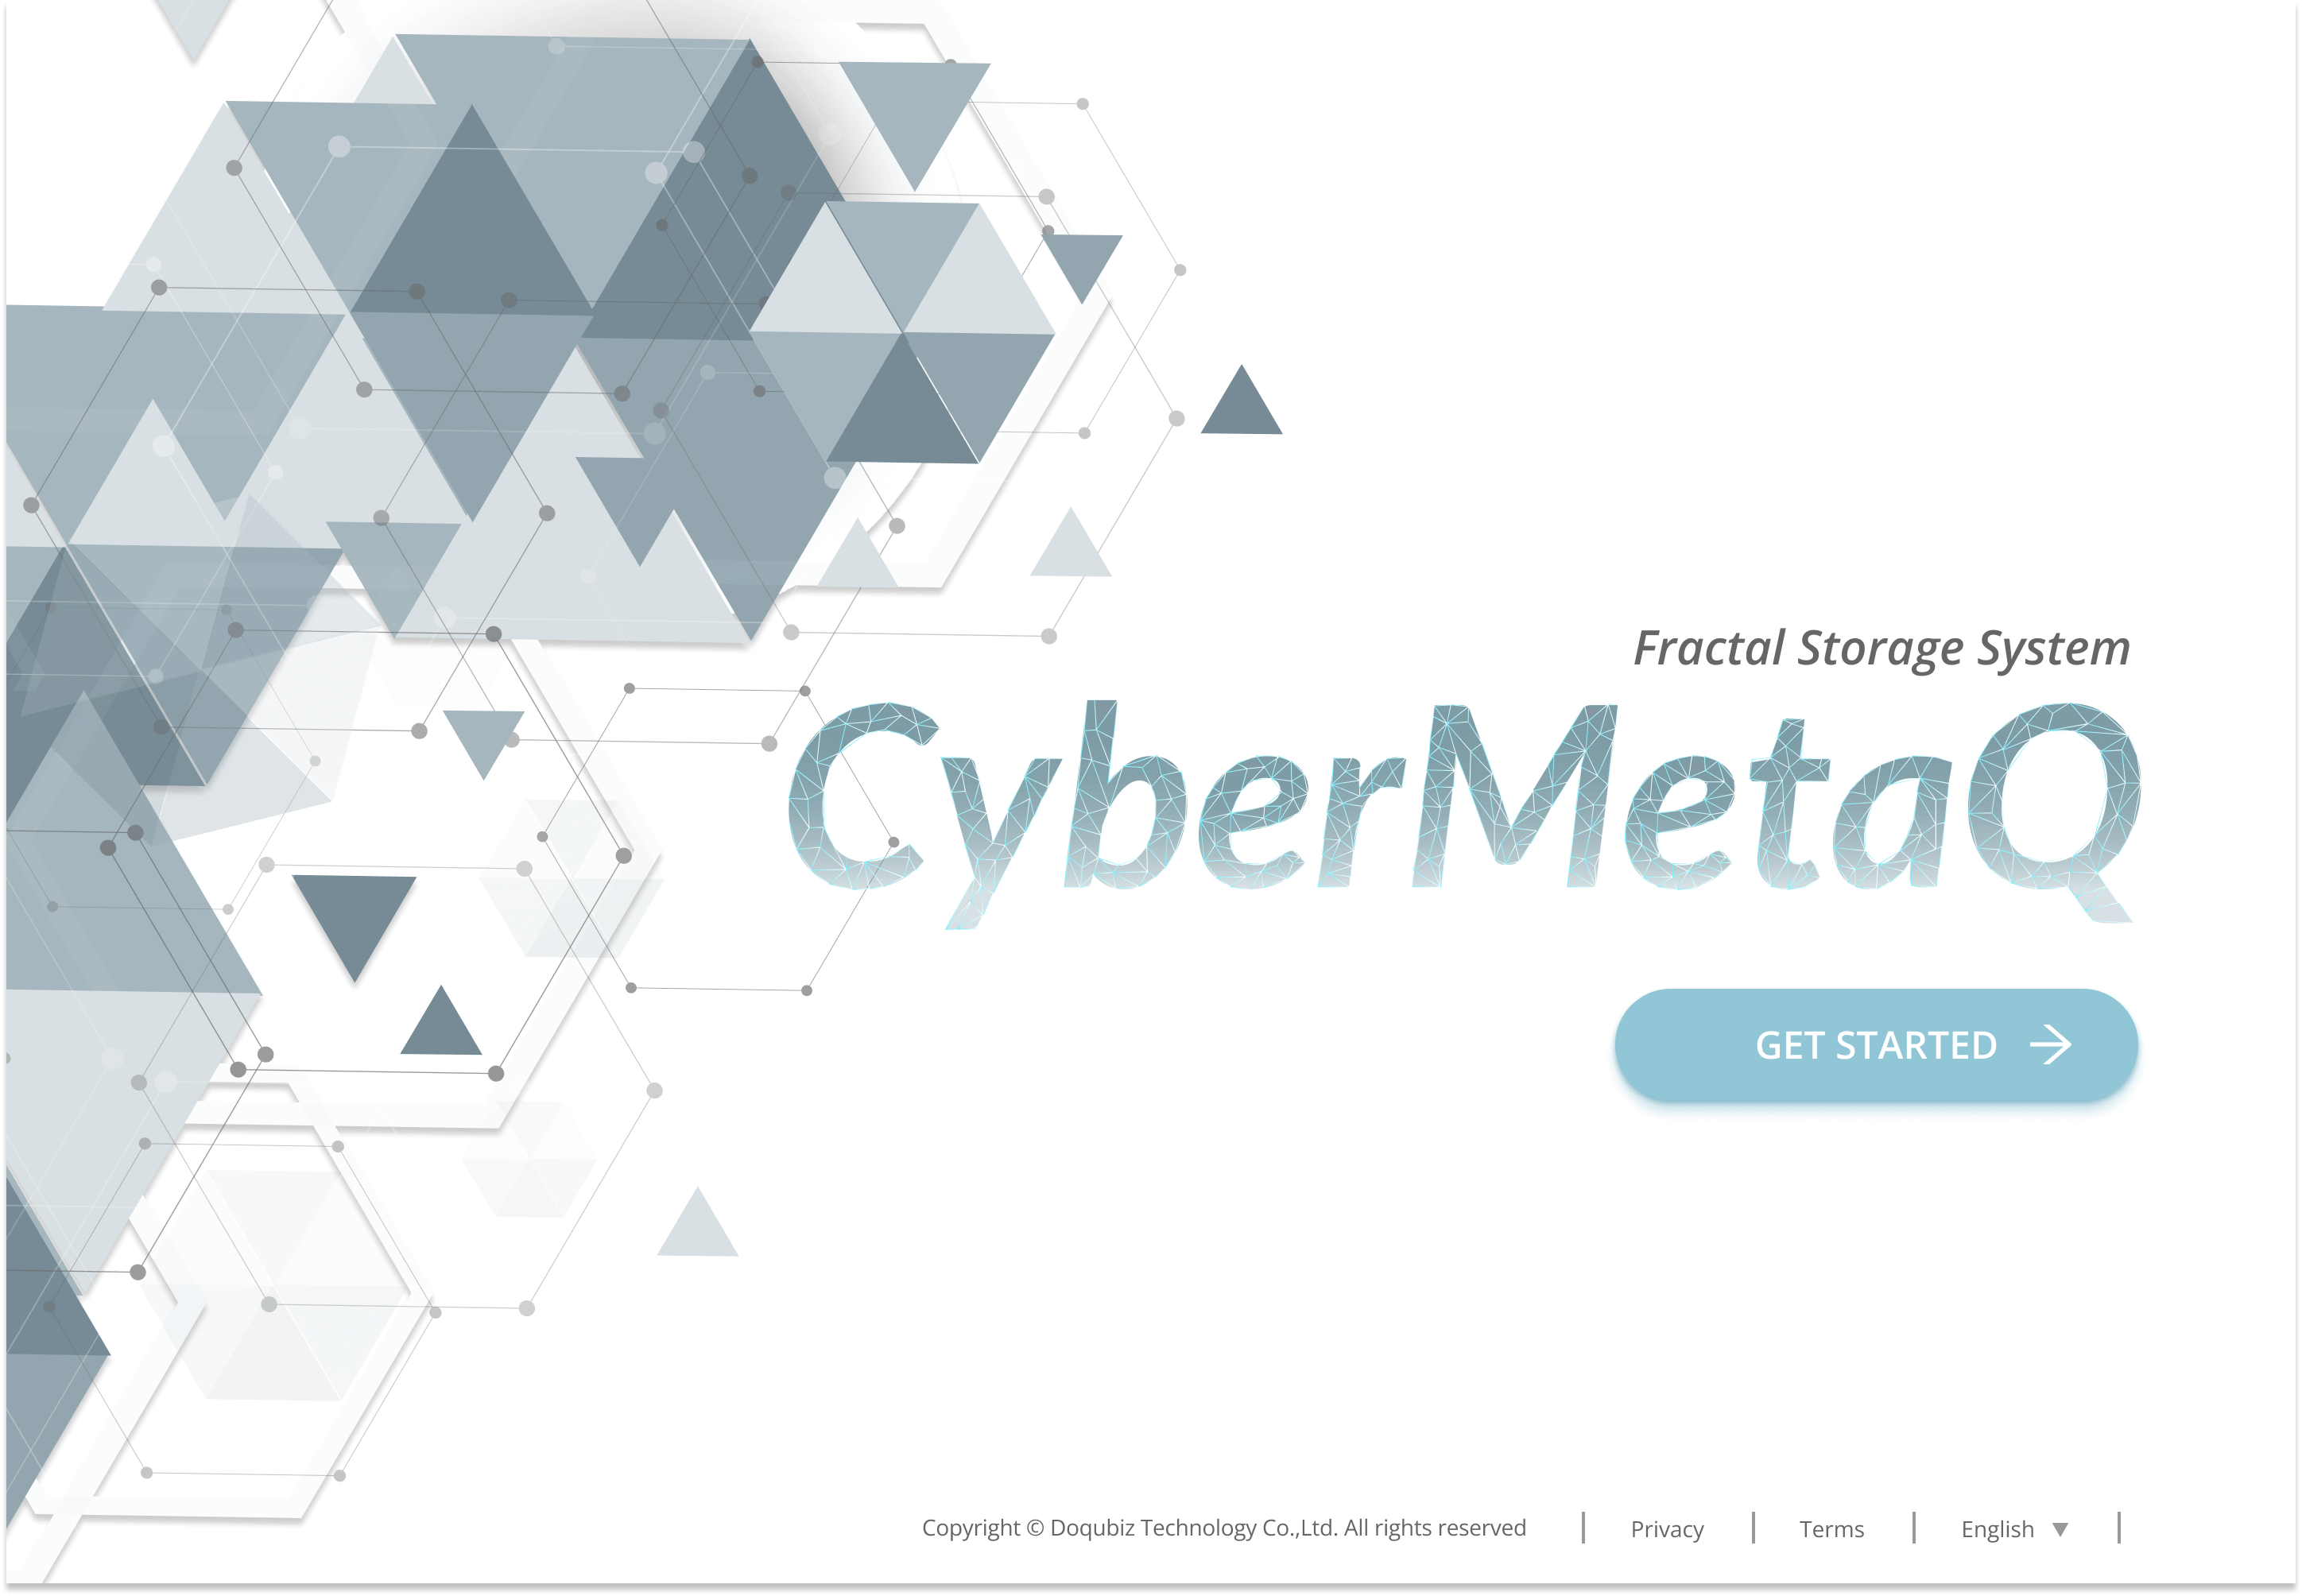 Fractal Storage System
CyberMetaQ
GET STARTED
Copyright © Doqubiz Technology Co.,Ltd. All rights reserved
Privacy
Terms
English